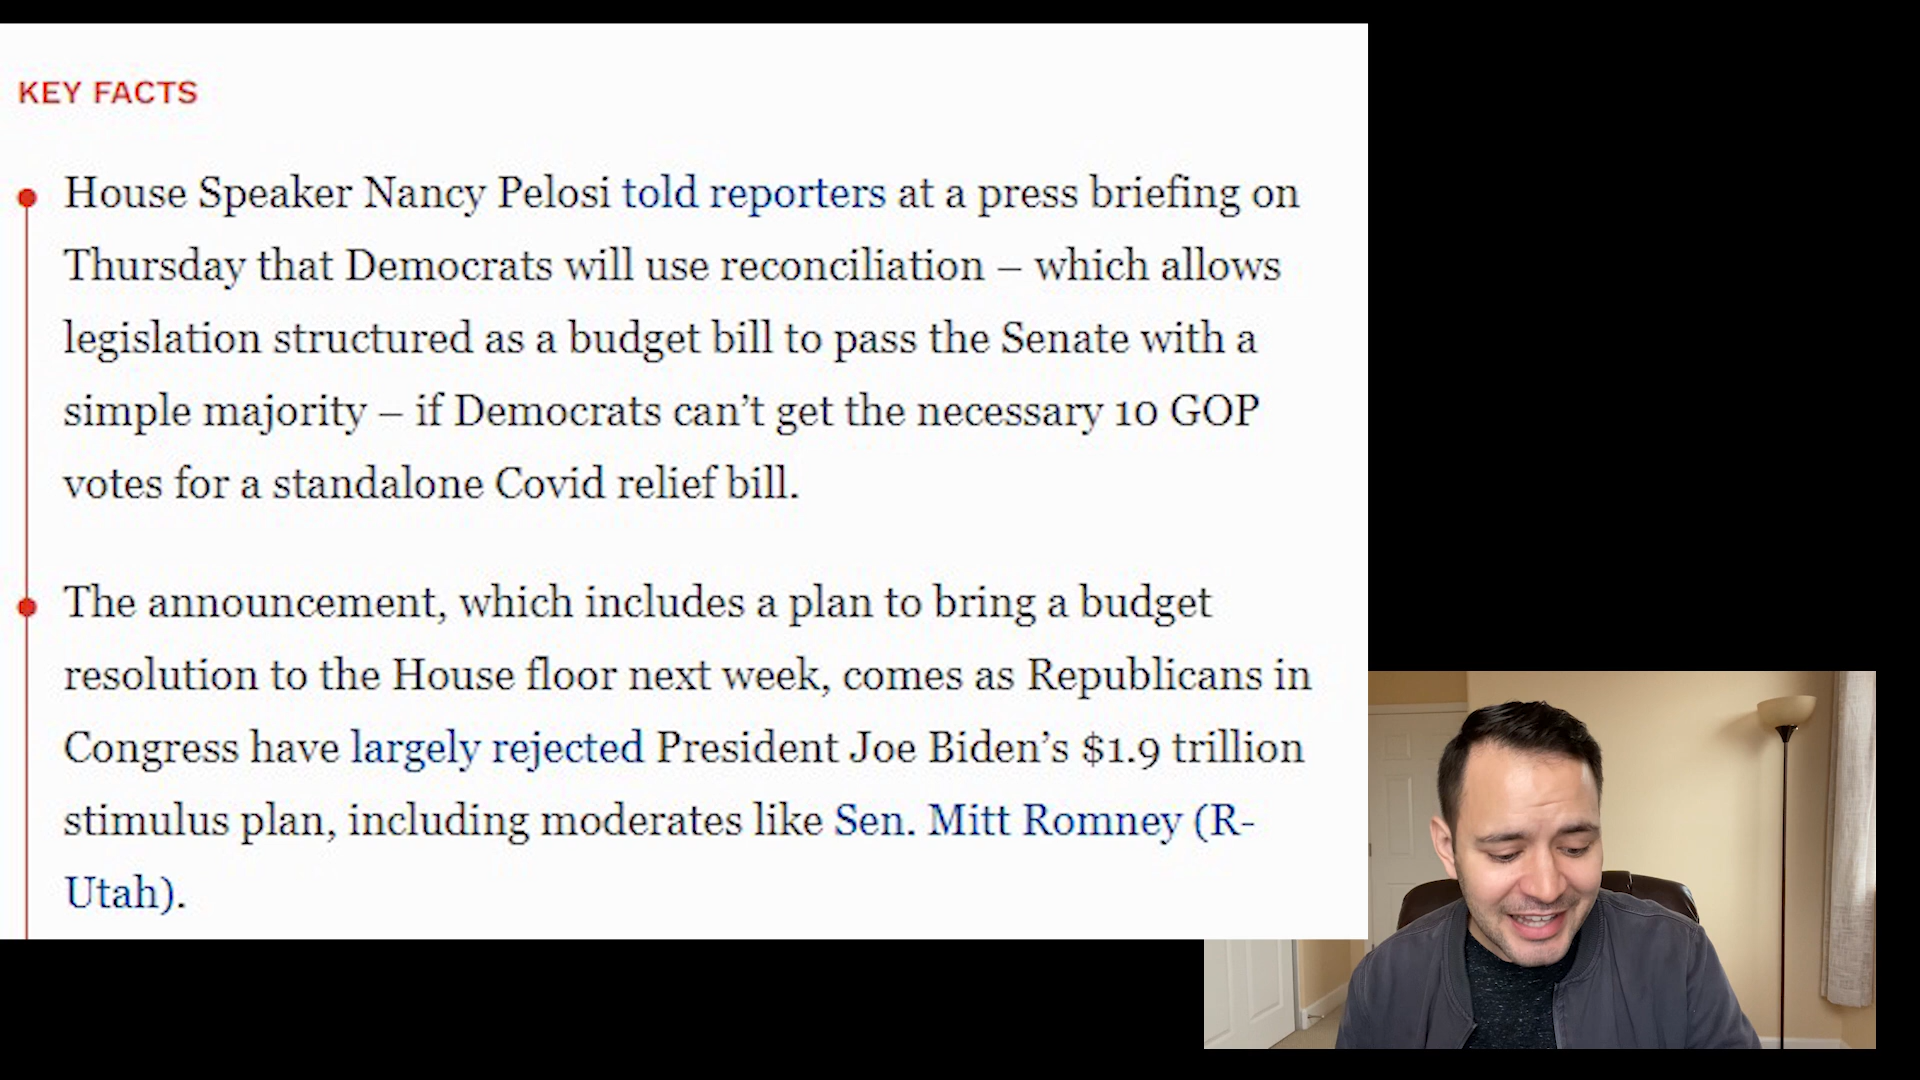 KEY FACTS
House Speaker Nancy Pelosi told reporters at a press briefing on
Thursday that Democrats will use reconciliation – which allows
legislation structured as a budget bill to pass the Senate with a
simple majority – if Democrats can’t get the necessary 10 GOP
votes for a standalone Covid relief bill.
The announcement, which includes a plan to bring a budget
resolution to the House floor next week, comes as Republicans in
Congress have largely rejected President Joe Biden’s $1.9 trillion
stimulus plan, including moderates like Sen. Mitt Romney (R-
Utah).